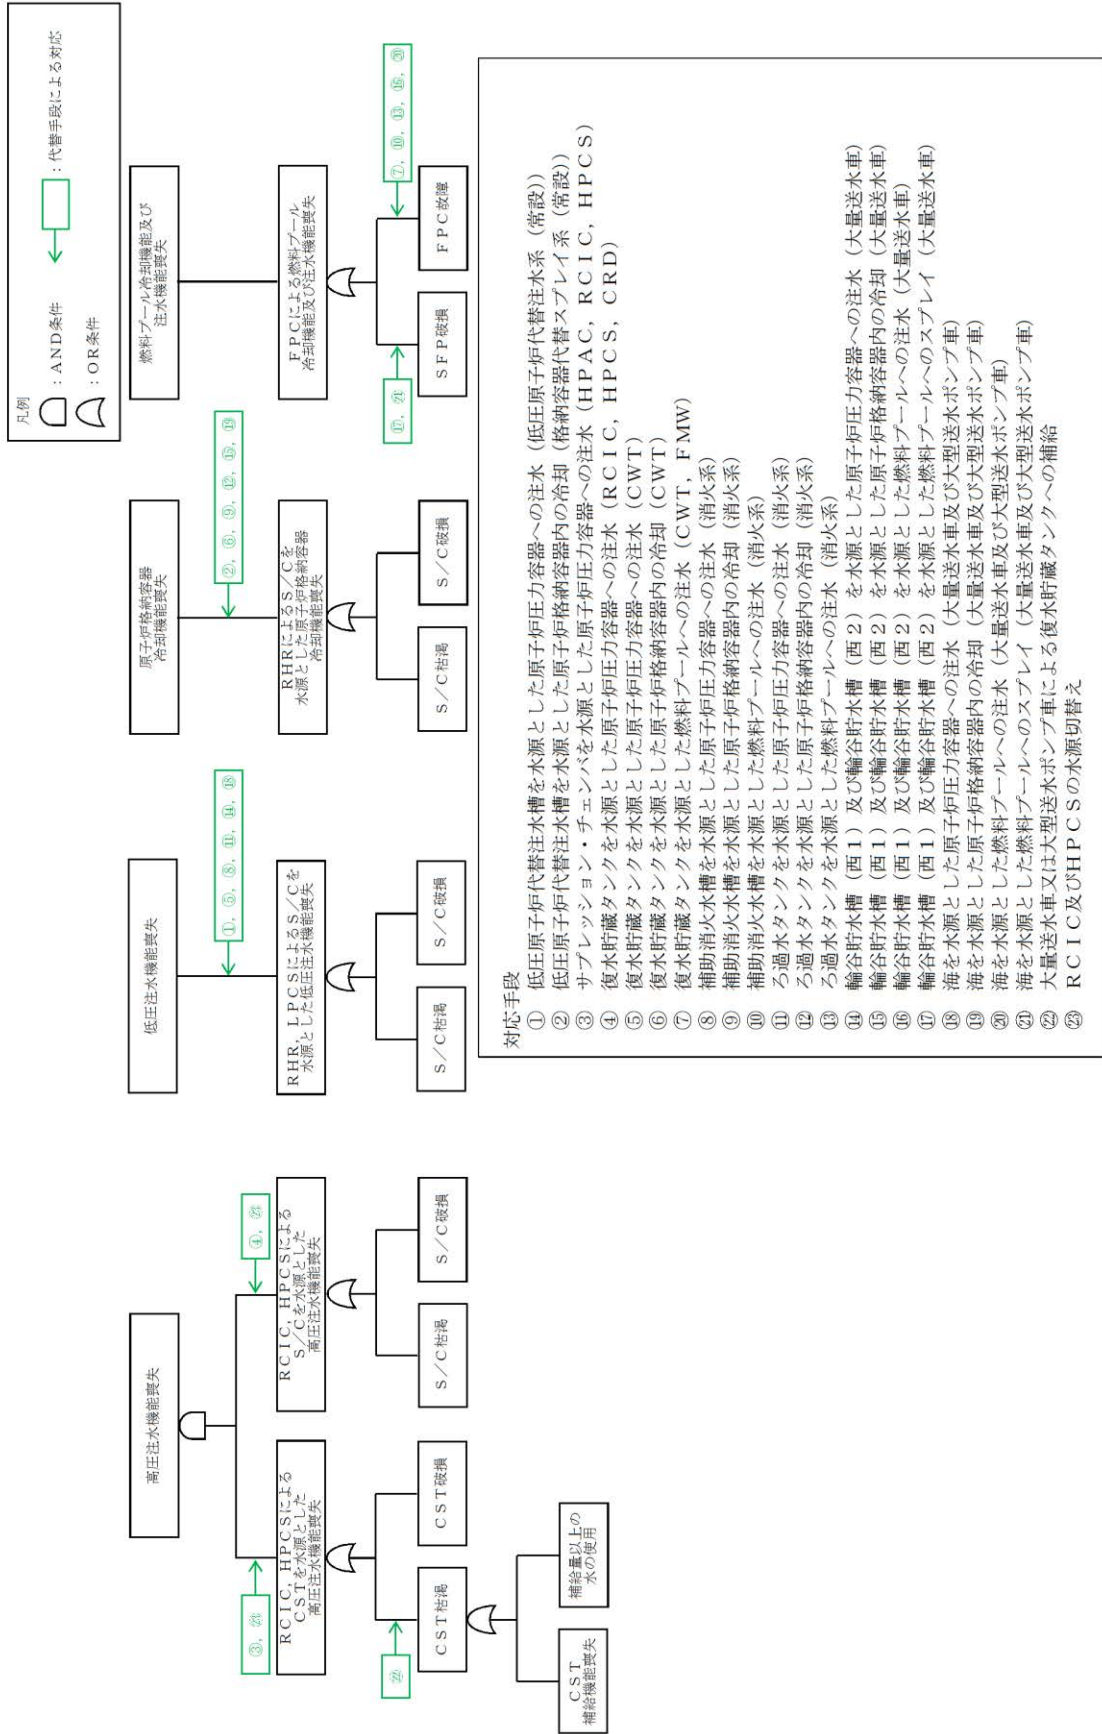 凡例
：AND条件
：代替手段による対応
：OR条件
高圧注水機能喪失
③，㉓
④，㉓
RCIC，HPCSによる
CSTを水源とした
高圧注水機能喪失
RCIC，HPCSによる
S／Cを水源とした
高圧注水機能喪失
㉒
CST枯渇
CST破損
S／C枯渇
S／C破損
CST
補給機能喪失
補給量以上の
水の使用
低圧注水機能喪失
①，⑤，⑧，⑪，⑭，⑱
RHR，LPCSによるS／Cを
水源とした低圧注水機能喪失
S／C枯渇
S／C破損
原子炉格納容器
冷却機能喪失
②，⑥，⑨，⑫，⑮，⑲
RHRによるS／Cを
水源とした原子炉格納容器
冷却機能喪失
S／C枯渇
S／C破損
燃料プール冷却機能及び
注水機能喪失
FPCによる燃料プール
冷却機能及び注水機能喪失
⑰，㉑
⑦，⑩，⑬，⑯，⑳
SFP破損
FPC故障
対応手段
① 低圧原子炉代替注水槽を水源とした原子炉圧力容器への注水（低圧原子炉代替注水系（常設））
② 低圧原子炉代替注水槽を水源とした原子炉格納容器内の冷却（格納容器代替スプレイ系（常設））
③ サプレッション・チェンバを水源とした原子炉圧力容器への注水（HPAC，RCIC，HPCS）
④ 復水貯蔵タンクを水源とした原子炉圧力容器への注水（RCIC，HPCS，CRD）
⑤ 復水貯蔵タンクを水源とした原子炉圧力容器への注水（CWT）
⑥ 復水貯蔵タンクを水源とした原子炉格納容器内の冷却（CWT）
⑦ 復水貯蔵タンクを水源とした燃料プールへの注水（CWT，FMW）
⑧ 補助消火水槽を水源とした原子炉圧力容器への注水（消火系）
⑨ 補助消火水槽を水源とした原子炉格納容器内の冷却（消火系）
⑩ 補助消火水槽を水源とした燃料プールへの注水（消火系）
⑪ ろ過水タンクを水源とした原子炉圧力容器への注水（消火系）
⑫ ろ過水タンクを水源とした原子炉格納容器内の冷却（消火系）
⑬ ろ過水タンクを水源とした燃料プールへの注水（消火系）
⑭ 輪谷貯水槽（西1）及び輪谷貯水槽（西2）を水源とした原子炉圧力容器への注水（大量送水車）
⑮ 輪谷貯水槽（西1）及び輪谷貯水槽（西2）を水源とした原子炉格納容器内の冷却（大量送水車）
⑯ 輪谷貯水槽（西1）及び輪谷貯水槽（西2）を水源とした燃料プールへの注水（大量送水車）
⑰ 輪谷貯水槽（西1）及び輪谷貯水槽（西2）を水源とした燃料プールへのスプレイ（大量送水車）
⑱ 海を水源とした原子炉圧力容器への注水（大量送水車及び大型送水ポンプ車）
⑲ 海を水源とした原子炉格納容器内の冷却（大量送水車及び大型送水ポンプ車）
⑳ 海を水源とした燃料プールへの注水（大量送水車及び大型送水ポンプ車）
㉑ 海を水源とした燃料プールへのスプレイ（大量送水車及び大型送水ポンプ車）
㉒ 大量送水車又は大型送水ポンプ車による復水貯蔵タンクへの補給
㉓ RCIC及びHPCSの水源切替え